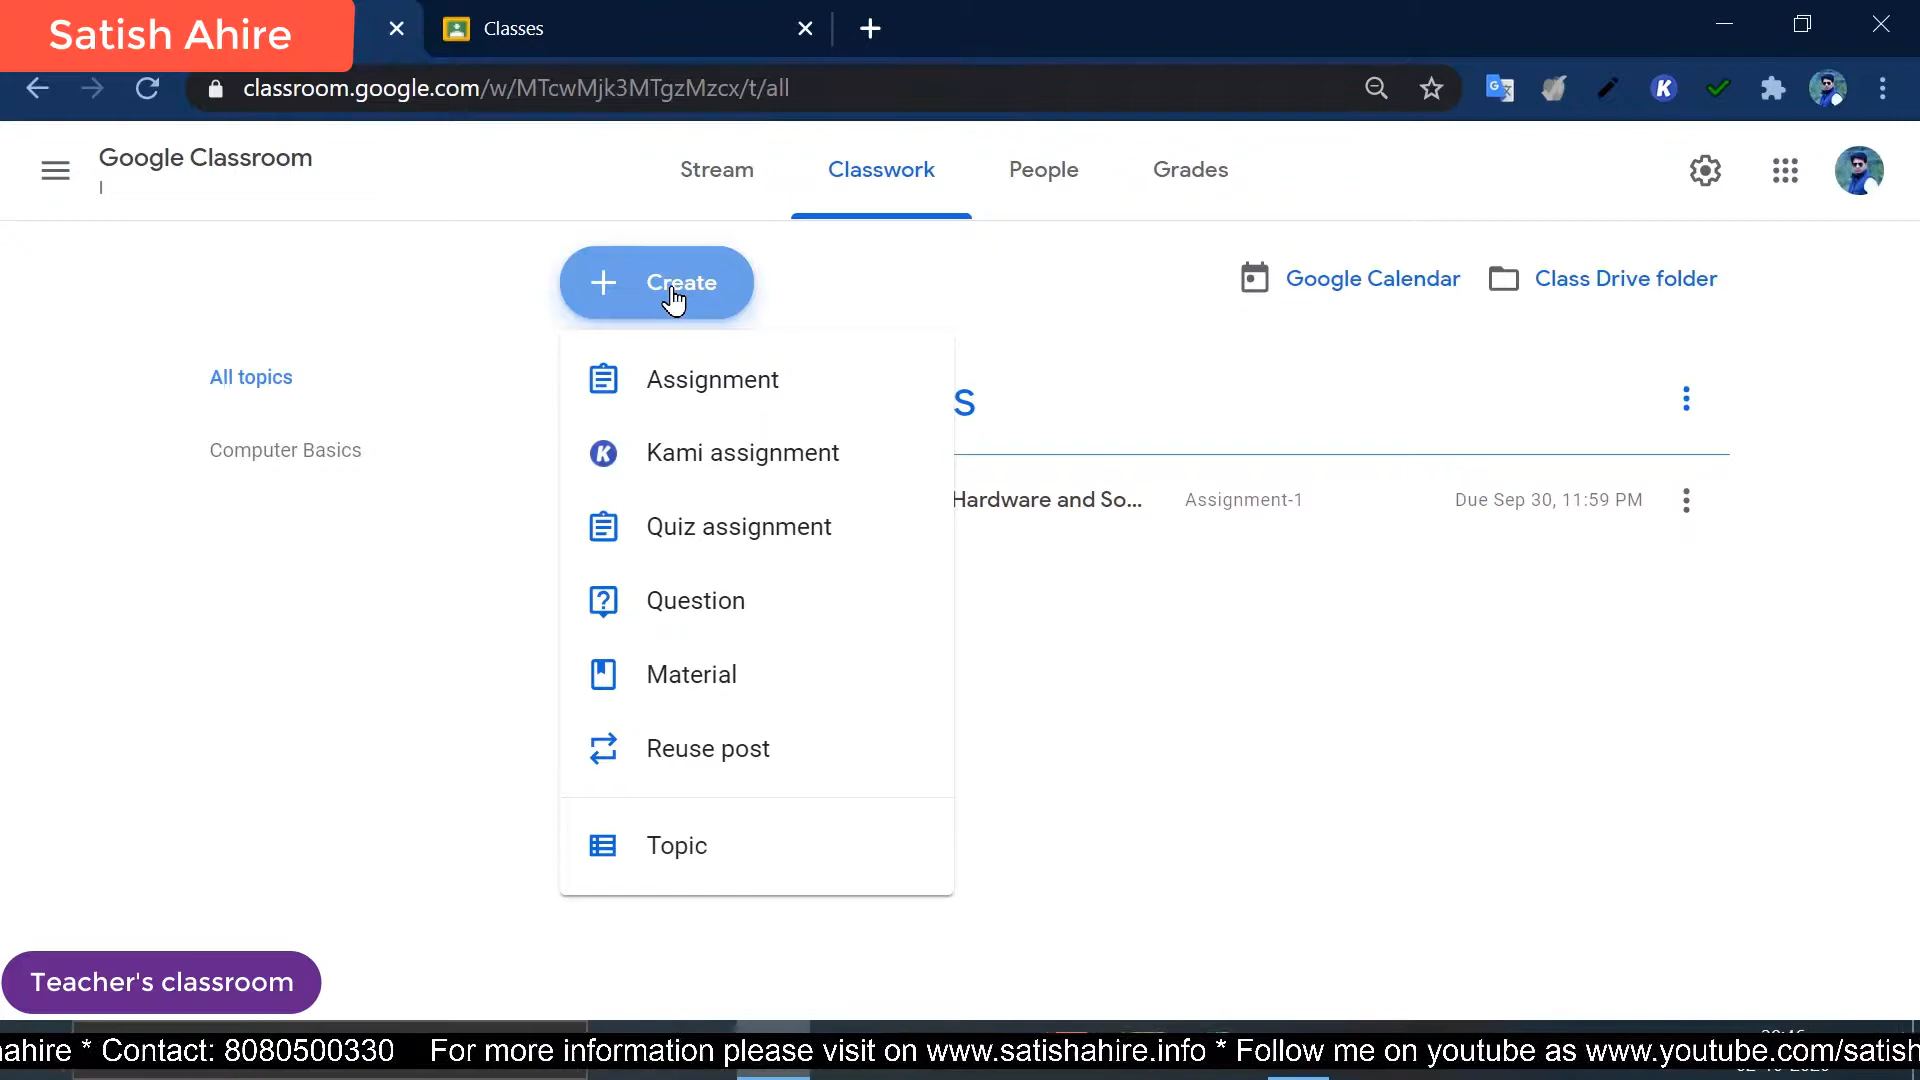 Satish Ahire
Classes
classroom.google.com/w/MTcwMjk3MTgzMzcx/t/all
Google Classroom
I
Stream
Classwork
People
Grades
Create
Google Calendar
Class Drive folder
All topics
Computer Basics
Assignment
Kami assignment
Quiz assignment
Question
Material
Reuse post
Topic
s
Hardware and So...
Assignment-1
Due Sep 30, 11:59 PM
Teacher's classroom
ahire * Contact: 8080500330 For more information please visit on www.satishahire.info * Follow me on youtube as www.youtube.com/satish